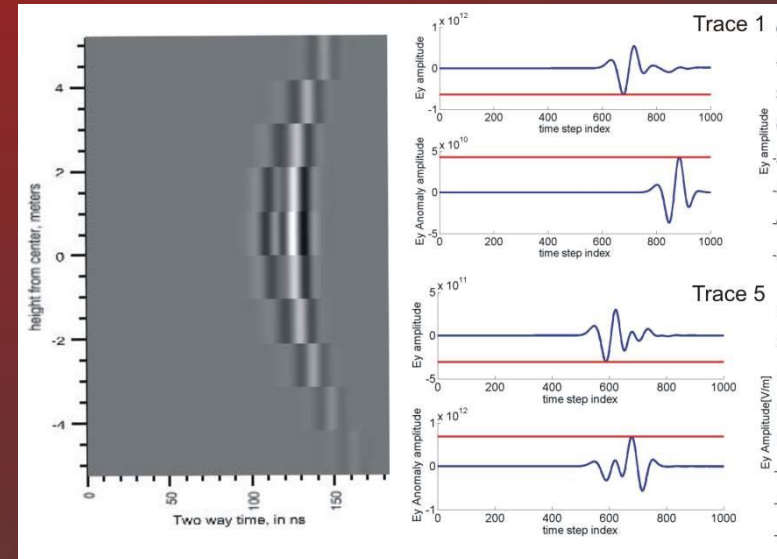 4
2
0
-2
-4
height from center, meters
0
50
100
150
Two way time, in ns
Trace 1
1 x 10^12
0
-1
Ey amplitude
0 200 400 600 800 1000
time step index
5 x 10^10
0
-5
Ey Anomaly amplitude
0 200 400 600 800 1000
time step index
Trace 5
5 x 10^11
0
-5
Ey amplitude
0 200 400 600 800 1000
time step index
1 x 10^12
0
-1
Ey Anomaly amplitude
0 200 400 600 800 1000
time step index
Ey amplitude
Ey Amplitude[V/m]